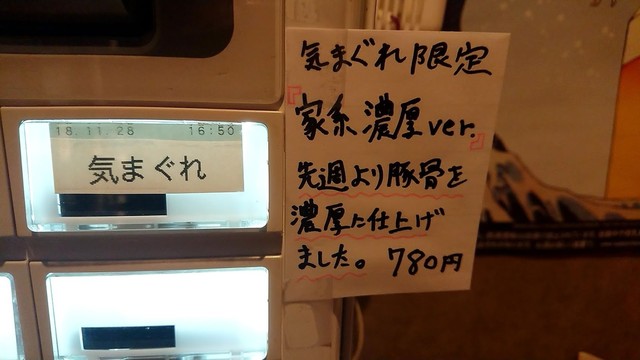 18.11.28 16:50
気まぐれ
気まぐれ限定
『家系濃厚ver.』
先週より豚骨を
濃厚に仕上げ
ました。 780円